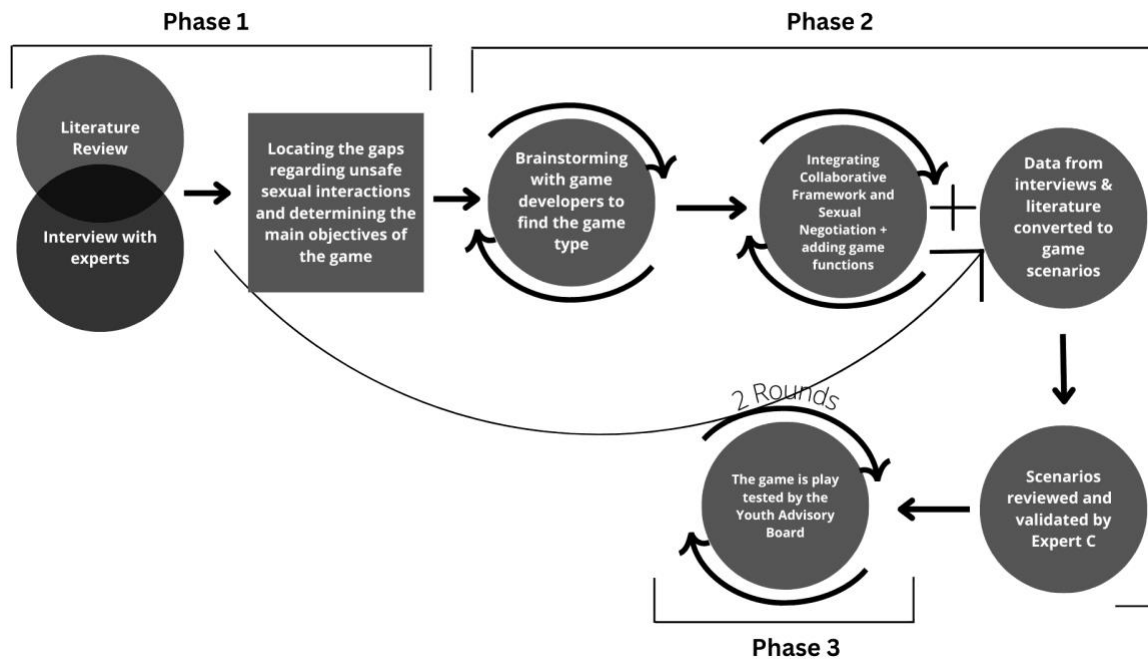 Phase 1
Phase 2
Literature
Review
Interview with
experts
Locating the gaps
regarding unsafe
sexual interactions
and determining the
main objectives of
the game
Brainstorming
with game
developers to
find the game
type
Integrating
Collaborative
Framework and
Sexual
Negotiation +
adding game
functions
Data from
interviews &
literature
converted to
game
scenarios
2 Rounds
The game is play
tested by the
Youth Advisory
Board
Scenarios
reviewed and
validated by
Expert C
Phase 3